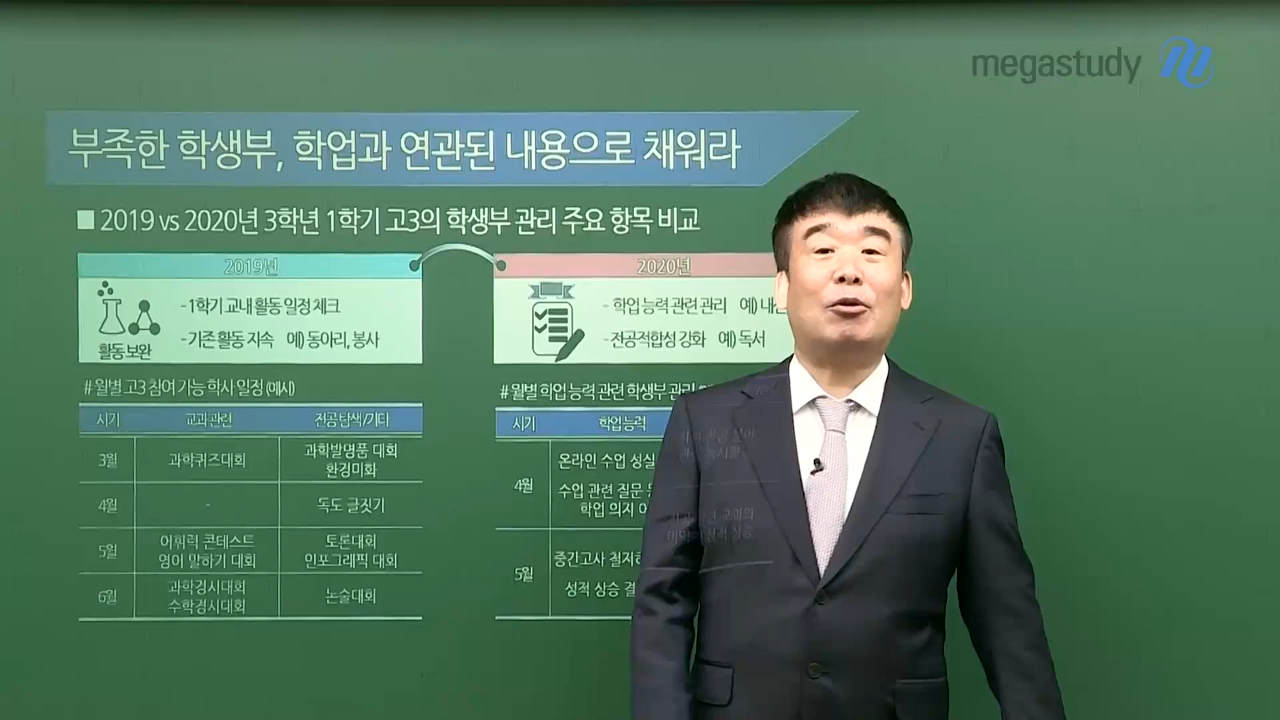 megastudy
부족한 학생부, 학업과 연관된 내용으로 채워라
■ 2019 vs 2020년 3학년 1학기 고3의 학생부 관리 주요 항목 비교
2019년
- 1학기 교내 활동 일정 체크
- 기존 활동 지속 예) 동아리, 봉사
활동 보완
# 월별 고3 참여 가능 학사 일정 (예시)
시기 교과 관련 전공 탐색/기타
3월 과학퀴즈대회 과학발명품 대회
환경미화
4월 - 독도 글짓기
5월 어휘력 콘테스트 토론대회
영어 말하기 대회 인포그래픽 대회
6월 과학경시대회 논술대회
수학경시대회
2020년
- 학업 능력 관련 관리 예)
- 전공적합성 강화 예) 독서
# 월별 학업 능력 관련 학생부 관리
시기 학업능력
4월 온라인 수업 성실
수업 관련 질문
학업 의지
5월 중간고사
성적 상승